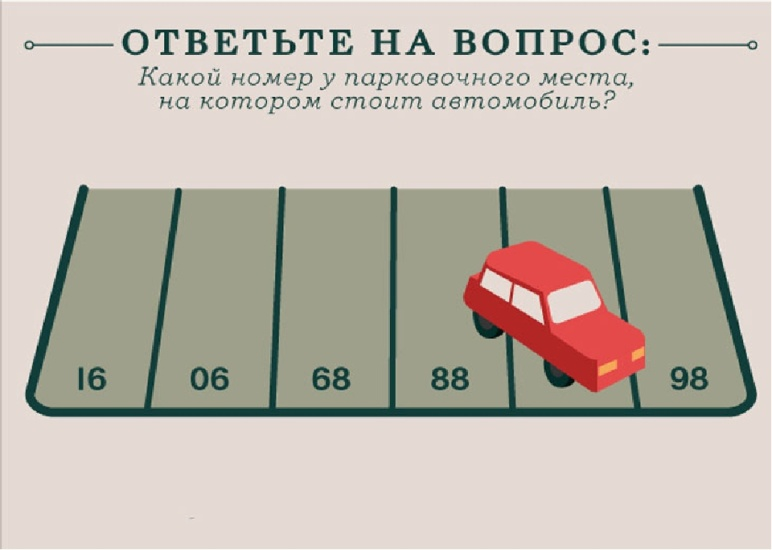 ОТВЕТЬТЕ НА ВОПРОС:
Какой номер у парковочного места,
на котором стоит автомобиль?
16 06 68 88 98